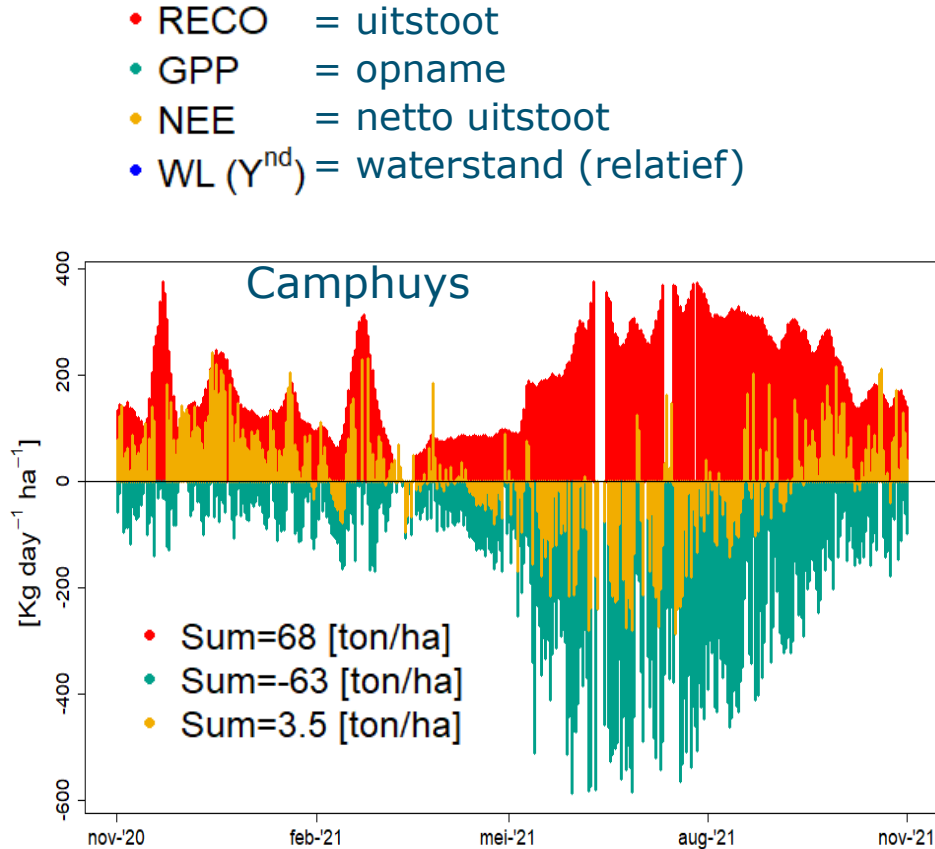 RECO = uitstoot
GPP = opname
NEE = netto uitstoot
WL (Y^nd) = waterstand (relatief)
Camphuys
400
200
0
-200
-400
-600
[Kg day⁻¹ ha⁻¹]
Sum=68 [ton/ha]
Sum=-63 [ton/ha]
Sum=3.5 [ton/ha]
nov-'20 feb-'21 mei-'21 aug-'21 nov-'21